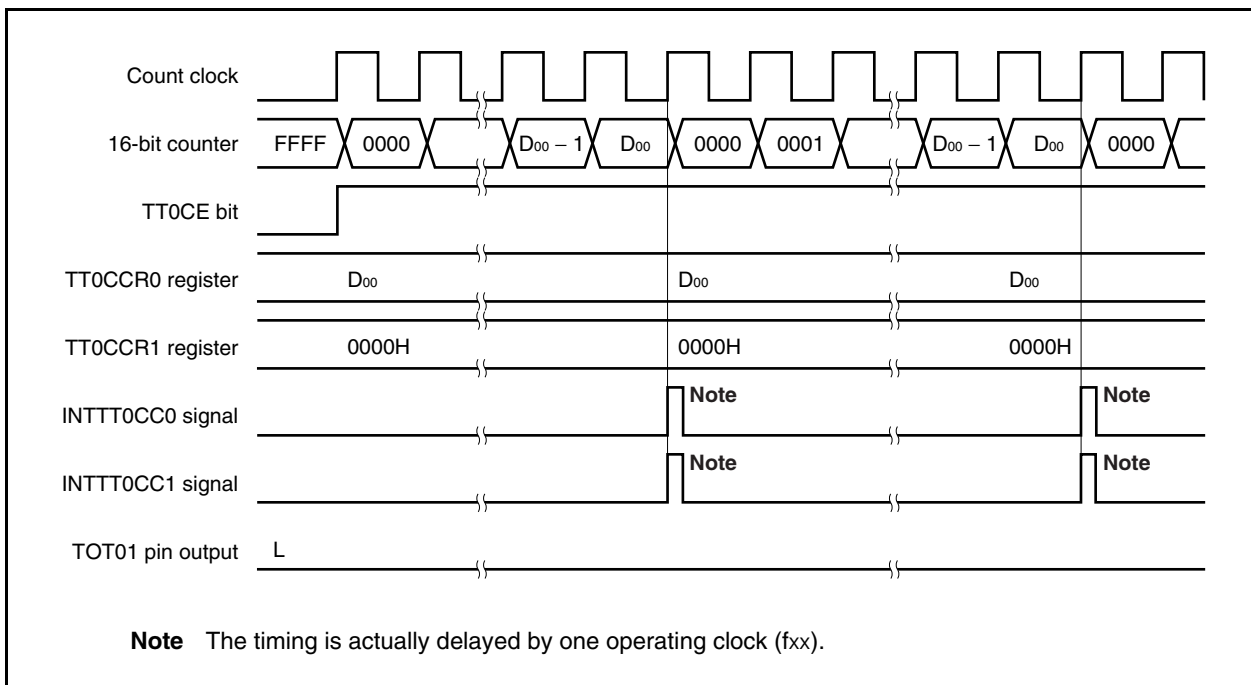 Count clock
16-bit counter FFFF 0000 D00 − 1 D00 0000 0001 D00 − 1 D00 0000
TT0CE bit
TT0CCR0 register D00 D00 D00
TT0CCR1 register 0000H 0000H 0000H
INTTT0CC0 signal Note Note
INTTT0CC1 signal Note Note
TOT01 pin output L
Note The timing is actually delayed by one operating clock (fxx).